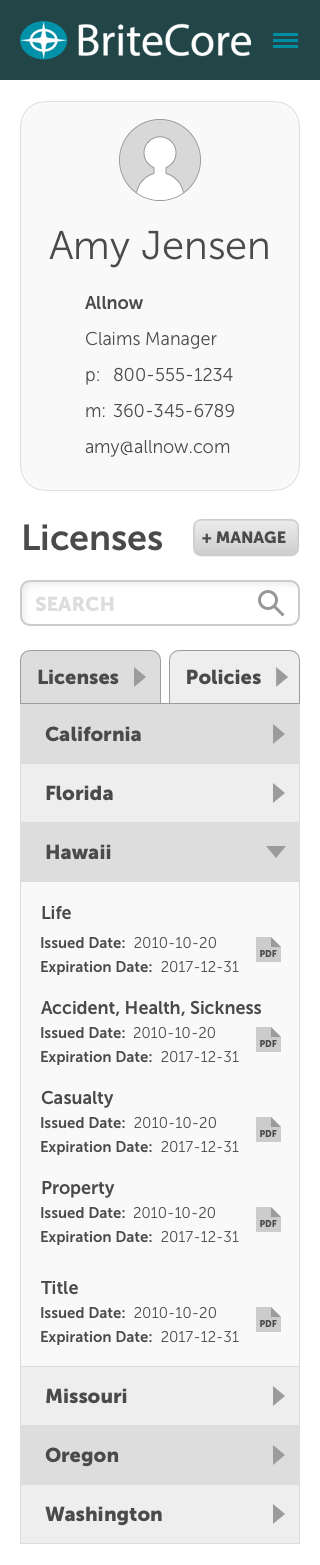 BriteCore
Amy Jensen
Allnow
Claims Manager
p: 800-555-1234
m: 360-345-6789
amy@allnow.com
Licenses
+ MANAGE
SEARCH
Licenses
Policies
California
Florida
Hawaii
Life
Issued Date: 2010-10-20
PDF
Expiration Date: 2017-12-31
Accident, Health, Sickness
Issued Date: 2010-10-20
PDF
Expiration Date: 2017-12-31
Casualty
Issued Date: 2010-10-20
PDF
Expiration Date: 2017-12-31
Property
Issued Date: 2010-10-20
PDF
Expiration Date: 2017-12-31
Title
Issued Date: 2010-10-20
PDF
Expiration Date: 2017-12-31
Missouri
Oregon
Washington